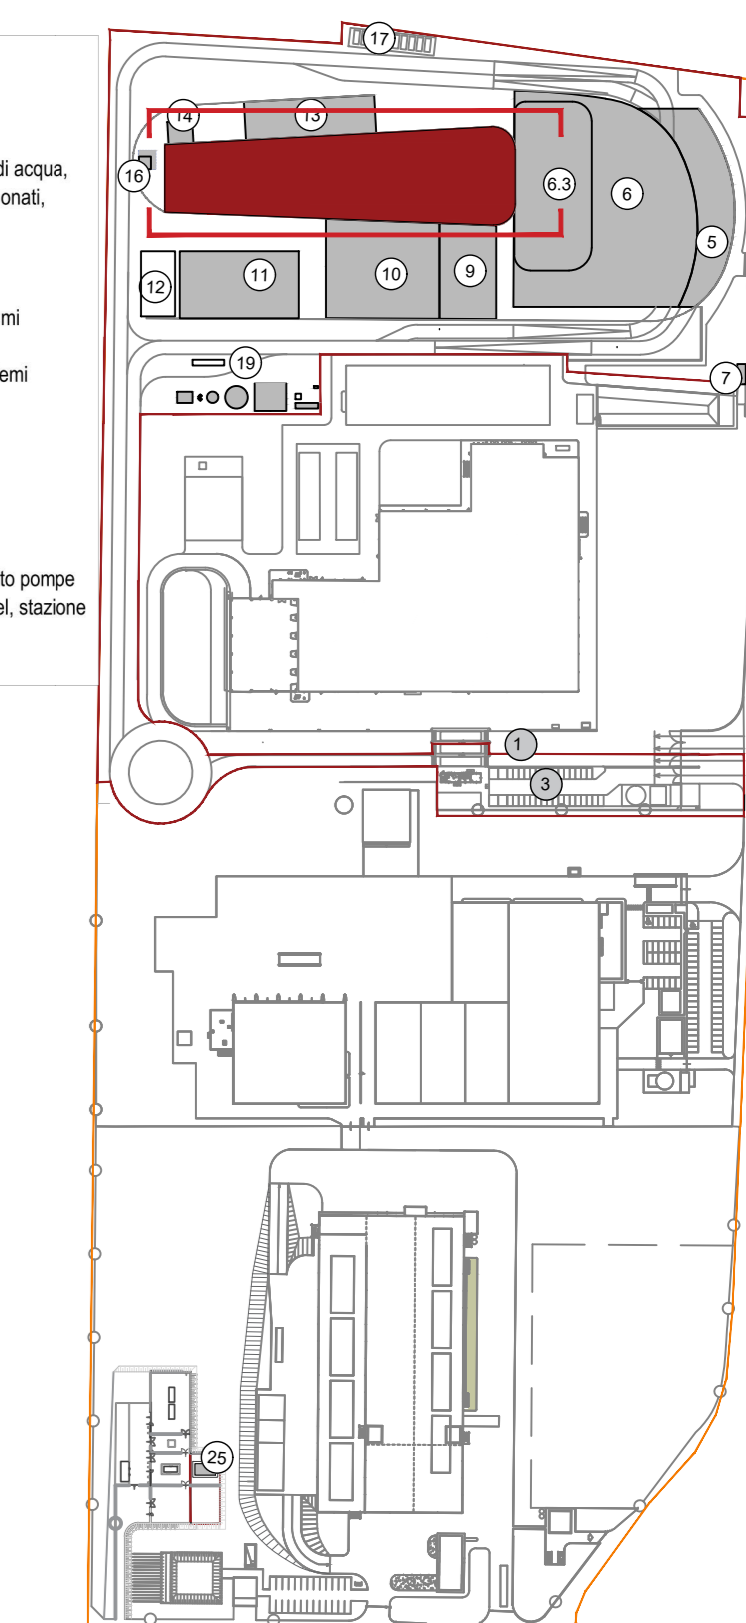 17
14
13
di acqua,
16
6.3
6
onati,
5
12
11
10
9
mi
19
emi
7
to pompe
el, stazione
1
3
25